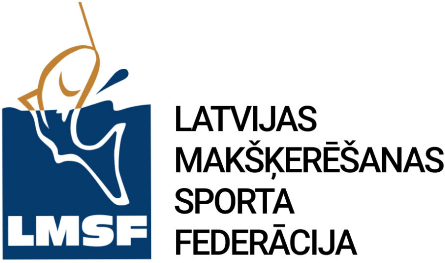 LMSF
LATVIJAS
MAKŠĶERĒŠANAS
SPORTA
FEDERĀCIJA